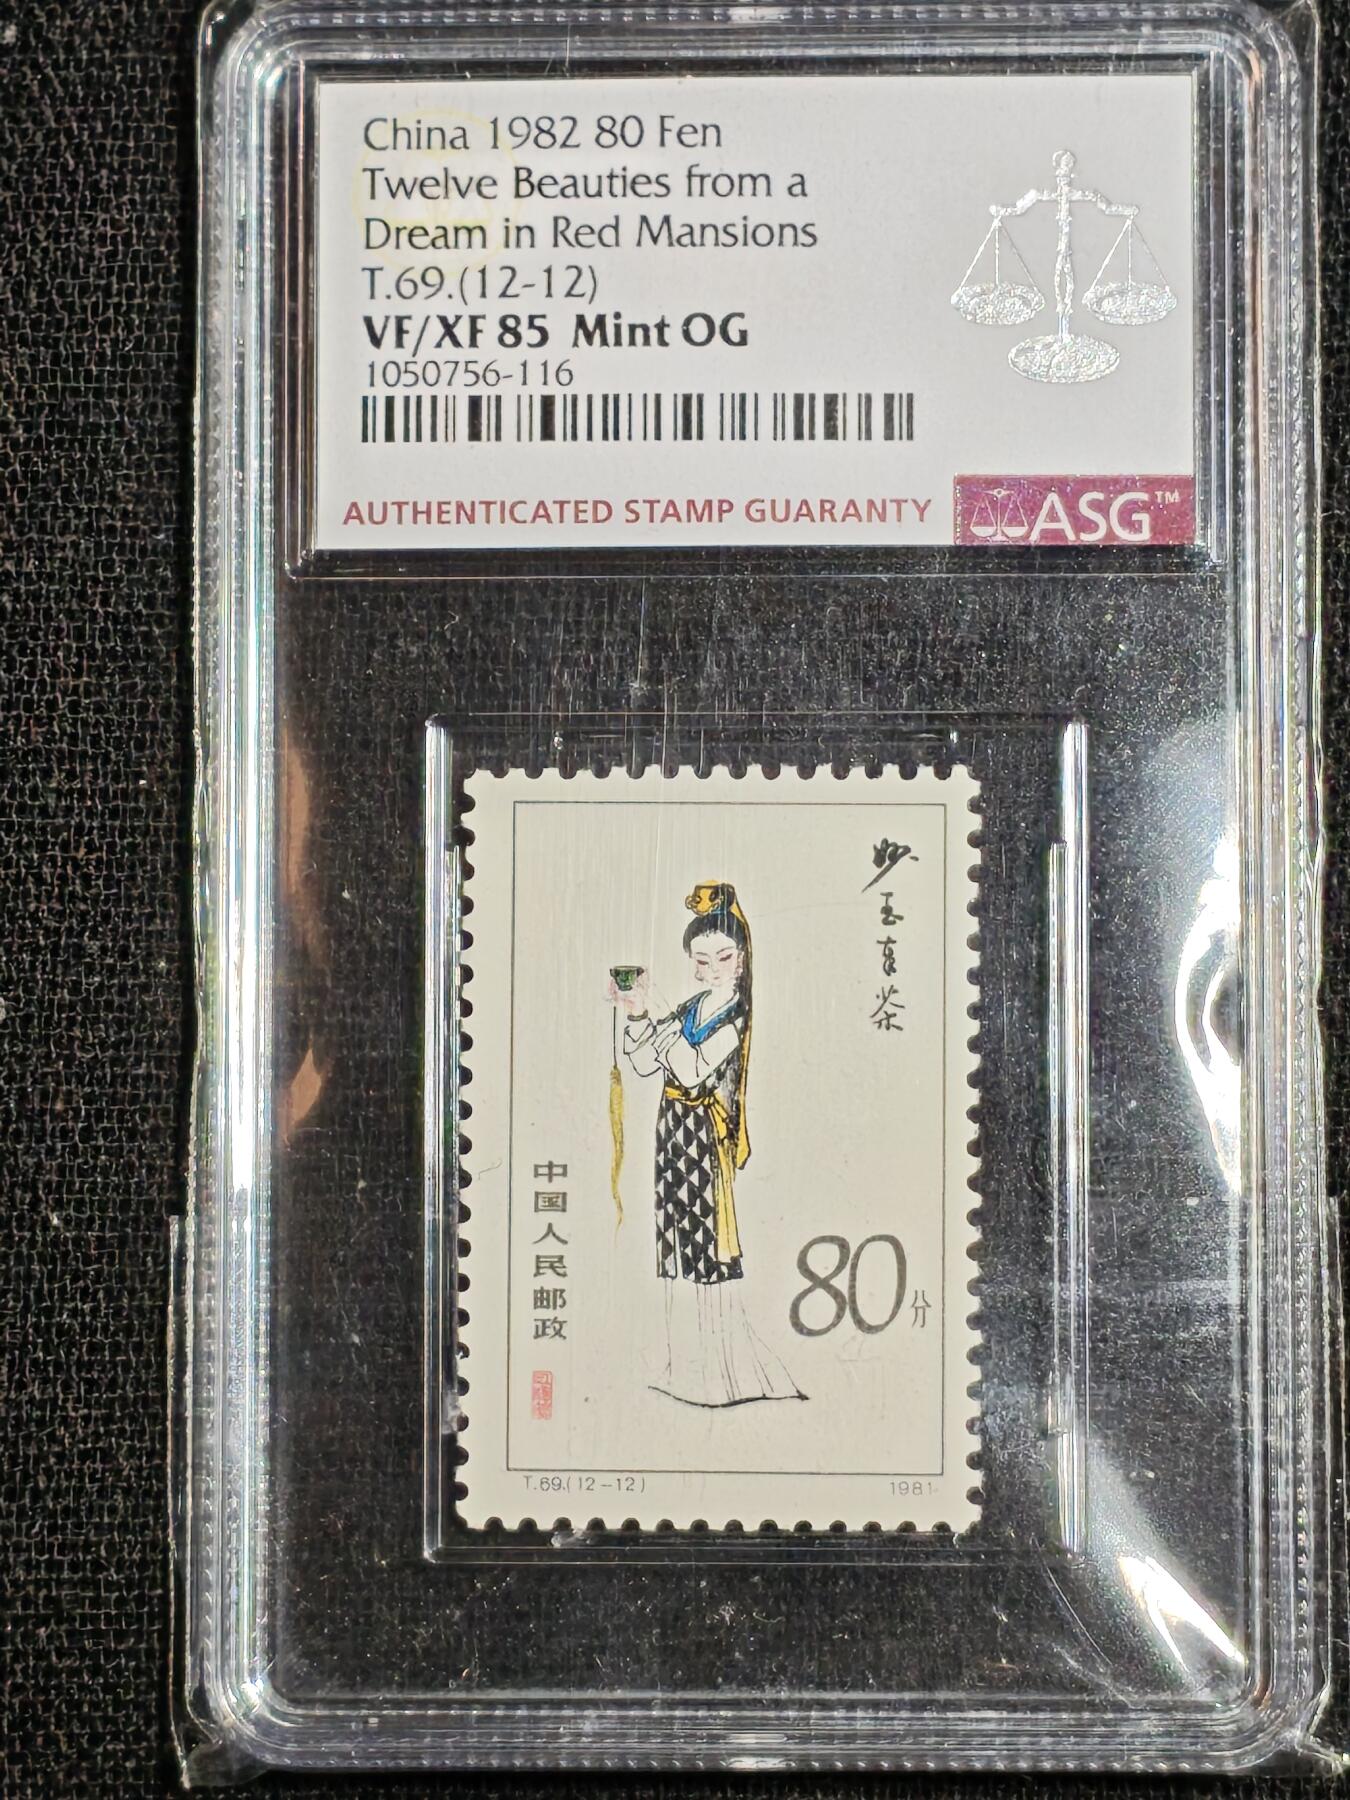 China 1982 80 Fen
Twelve Beauties from a
Dream in Red Mansions
T.69.(12-12)
VF/XF 85 Mint OG
1050756-116
AUTHENTICATED STAMP GUARANTY
ASG™
妙玉奉茶
中国人民邮政
80分
T.69.(12-12)
1981